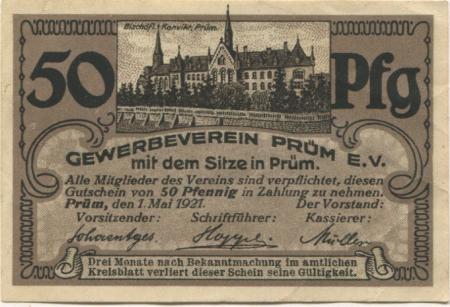 Bischöfl. Konvikt, Prüm.
50 Pfg
GEWERBEVEREIN PRÜM E.V.
mit dem Sitze in Prüm.
Alle Mitglieder des Vereins sind verpflichtet, diesen
Gutschein von 50 Pfennig in Zahlung zu nehmen.
Prüm, den 1. Mai 1921. Der Vorstand:
Vorsitzender: Schriftführer: Kassierer:
Müller
Drei Monate nach Bekanntmachung im amtlichen
Kreisblatt verliert dieser Schein seine Gültigkeit.